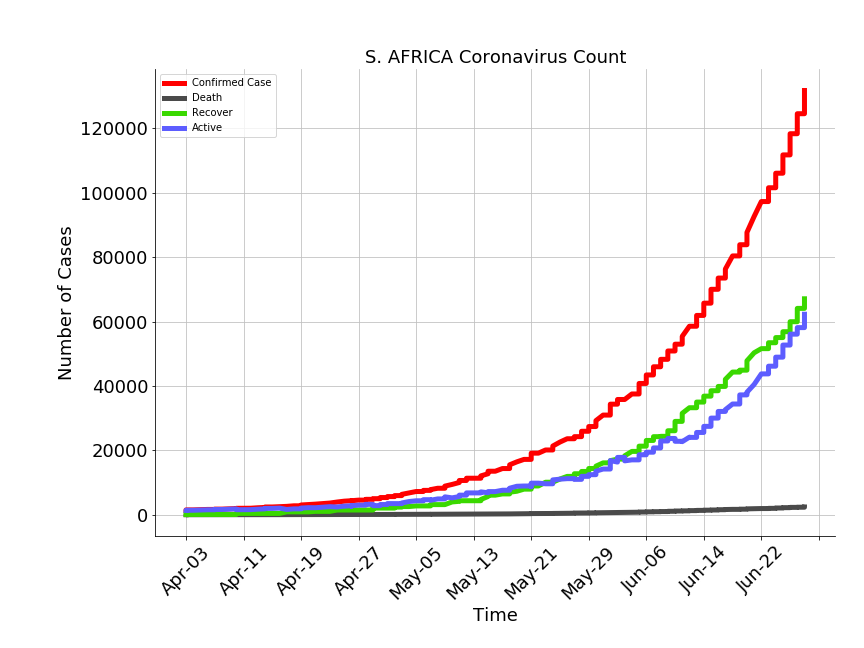 S. AFRICA Coronavirus Count
Confirmed Case
Death
Recover
Active
Number of Cases
120000
100000
80000
60000
40000
20000
0
Apr-03
Apr-11
Apr-19
Apr-27
May-05
May-13
May-21
May-29
Jun-06
Jun-14
Jun-22
Time